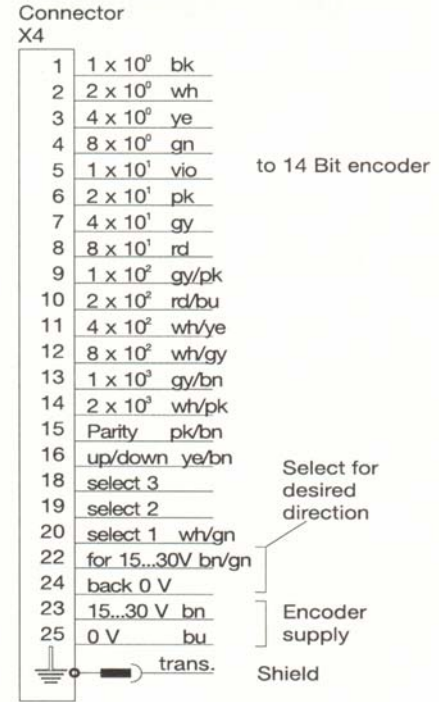 Connector
X4
1 1 x 10⁰ bk
2 2 x 10⁰ wh
3 4 x 10⁰ ye
4 8 x 10⁰ gn
5 1 x 10¹ vio
to 14 Bit encoder
6 2 x 10¹ pk
7 4 x 10¹ gy
8 8 x 10¹ rd
9 1 x 10² gy/pk
10 2 x 10² rd/bu
11 4 x 10² wh/ye
12 8 x 10² wh/gy
13 1 x 10³ gy/bn
14 2 x 10³ wh/pk
15 Parity pk/bn
16 up/down ye/bn
18 select 3
19 select 2
20 select 1 wh/gn
Select for
desired
direction
22 for 15...30V bn/gn
24 back 0 V
23 15...30 V bn
25 0 V bu
Encoder
supply
trans.
Shield